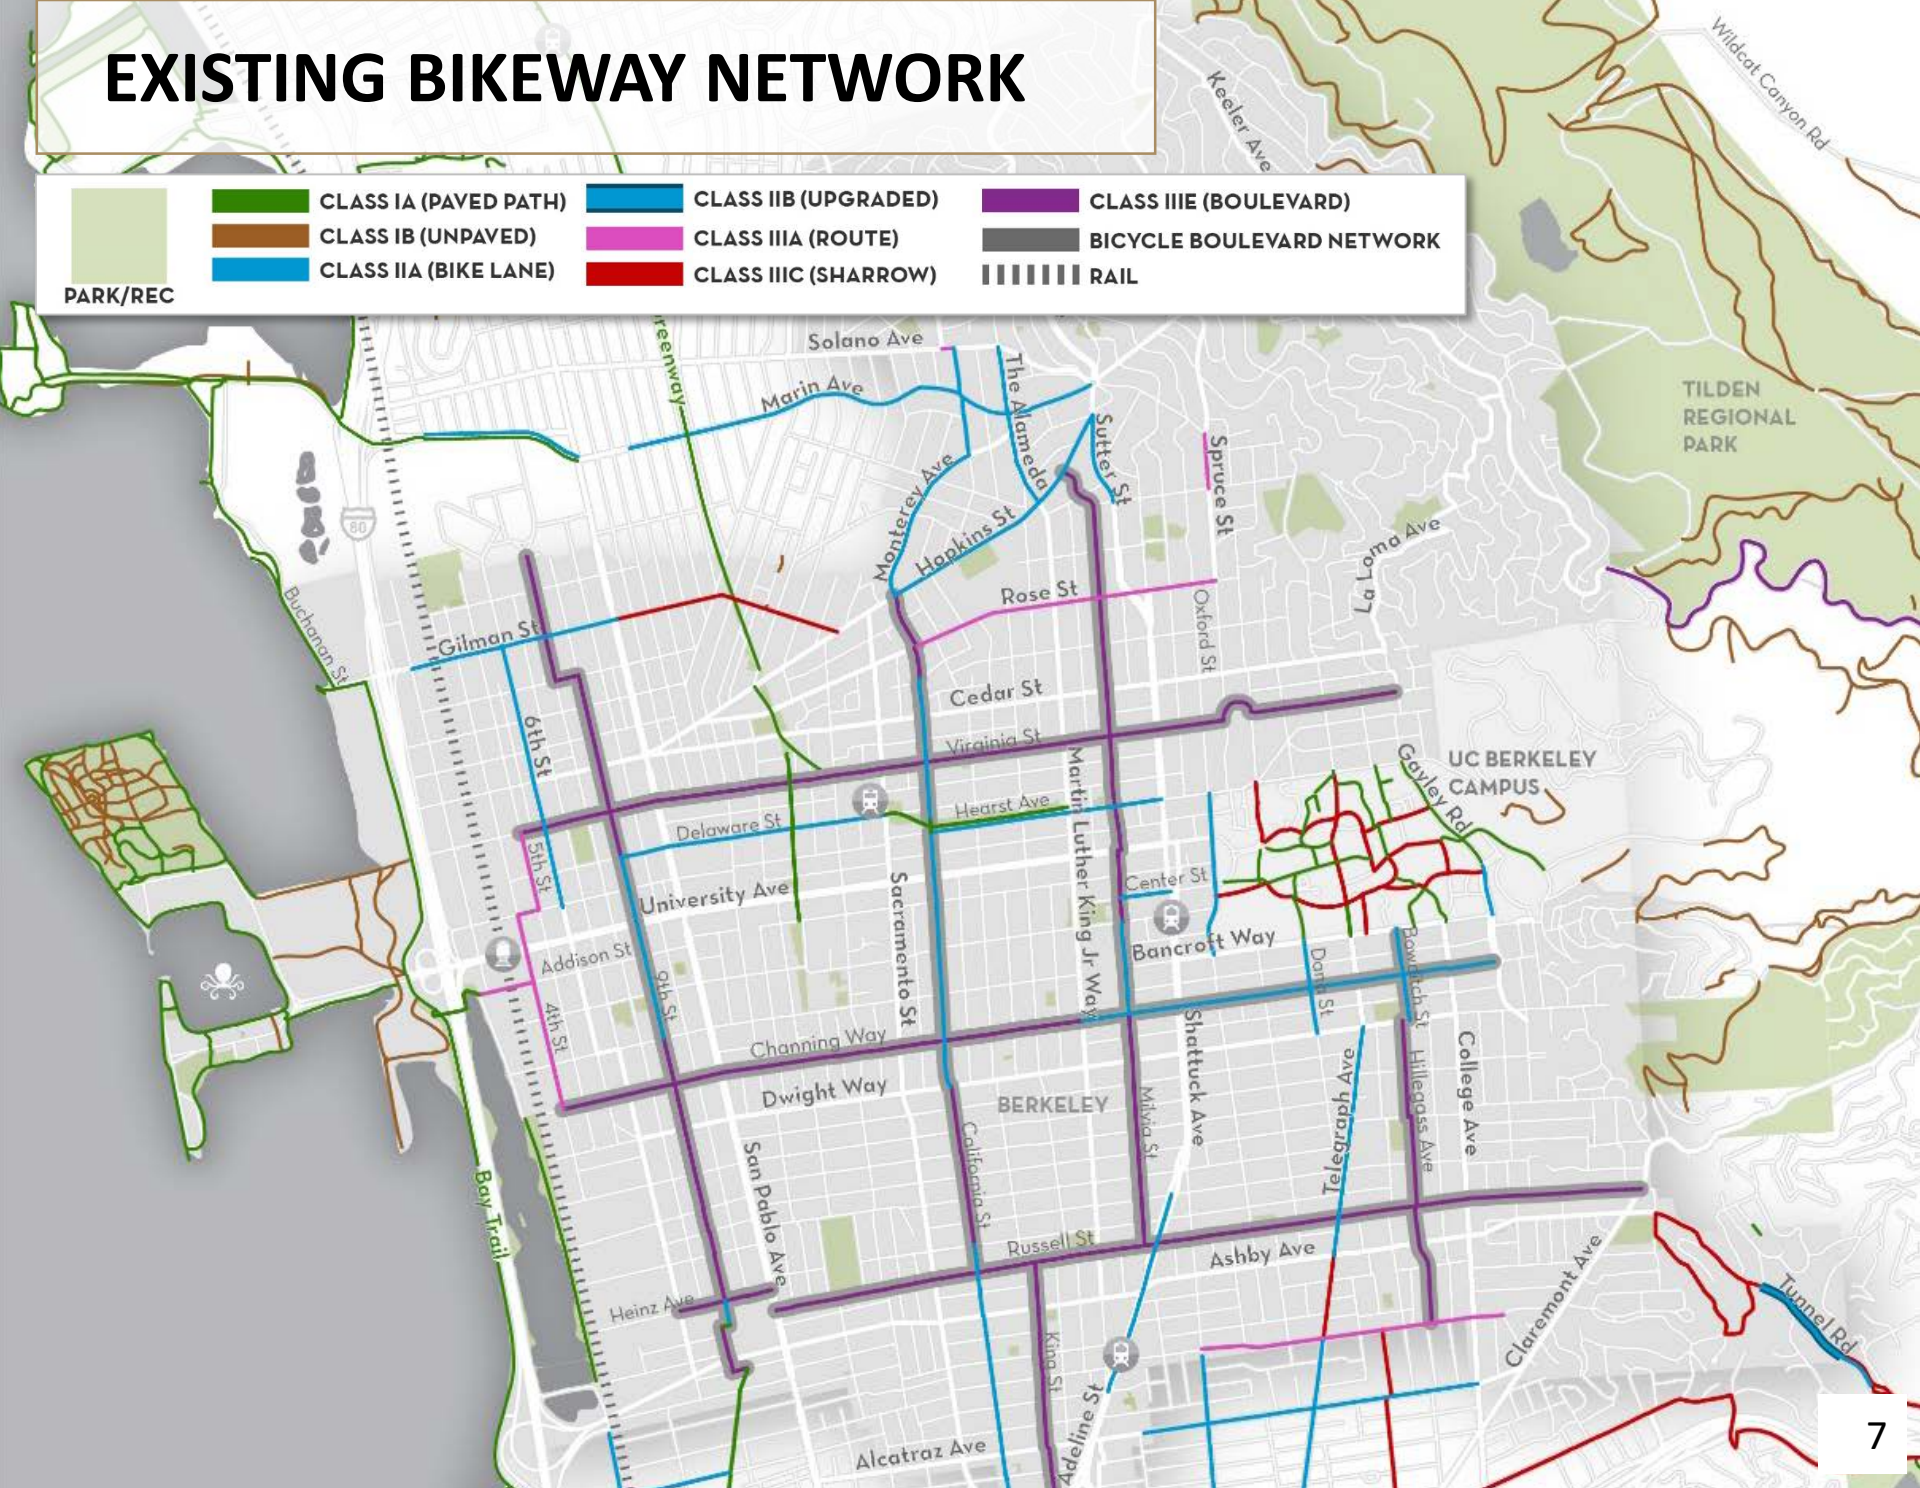 EXISTING BIKEWAY NETWORK
CLASS IA (PAVED PATH)
CLASS IB (UNPAVED)
CLASS IIA (BIKE LANE)
CLASS IIB (UPGRADED)
CLASS IIIA (ROUTE)
CLASS IIIC (SHARROW)
CLASS IIIE (BOULEVARD)
BICYCLE BOULEVARD NETWORK
RAIL
PARK/REC
Keeler Ave
Wildcat Canyon Rd
reenway
Solano Ave
Marin Ave
The Alameda
Sutter St
Spruce St
TILDEN
REGIONAL
PARK
Monterey Ave
Hopkins St
80
La Loma Ave
Rose St
Oxford St
Buchanan St
Gilman St
6th St
Cedar St
Virginia St
Martin Luther King Jr Way
Gayley Rd
UC BERKELEY
CAMPUS
Hearst Ave
Delaware St
5th St
University Ave
Sacramento St
Center St
Bancroft Way
Addison St
9th St
4th St
Dana St
Bowditch St
Channing Way
Shattuck Ave
Dwight Way
BERKELEY
Milvia St
Telegraph Ave
Hillegass Ave
College Ave
California St
San Pablo Ave
Bay Trail
Russell St
Ashby Ave
Claremont Ave
Heinz Ave
Tunnel Rd
King St
Adeline St
Alcatraz Ave
7